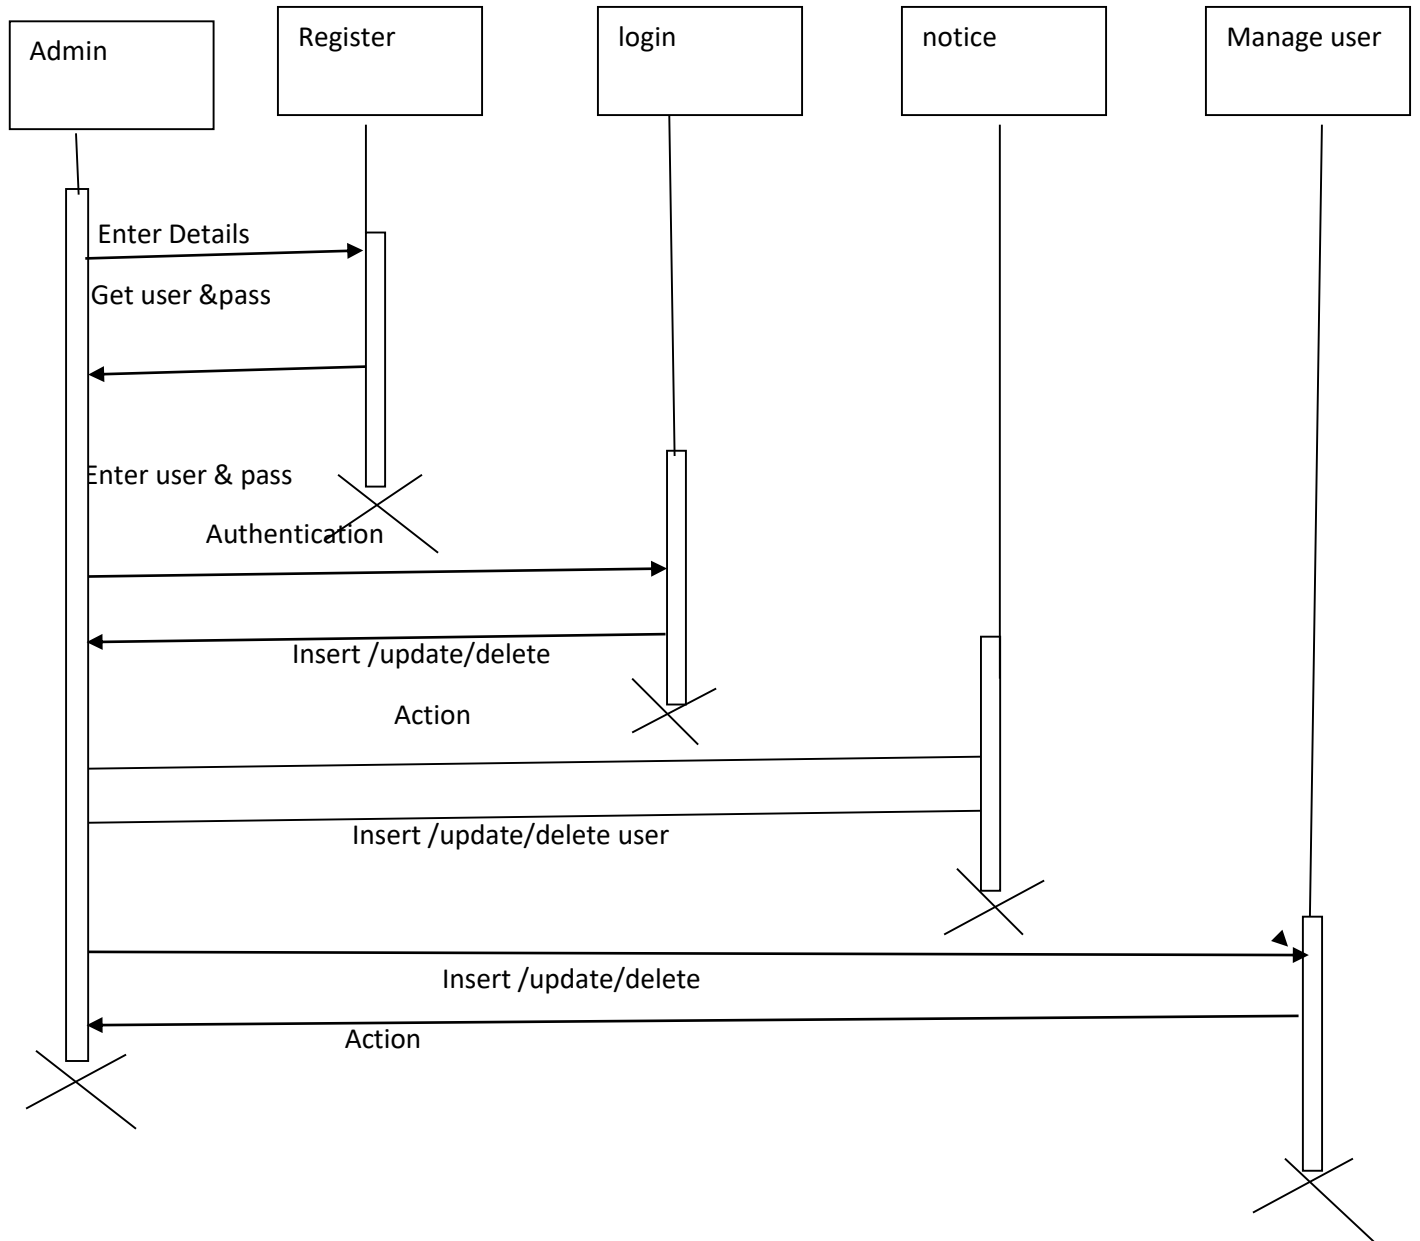 Admin
Register
login
notice
Manage user
Enter Details
Get user &pass
Enter user & pass
Authentication
Insert /update/delete
Action
Insert /update/delete user
Insert /update/delete
Action